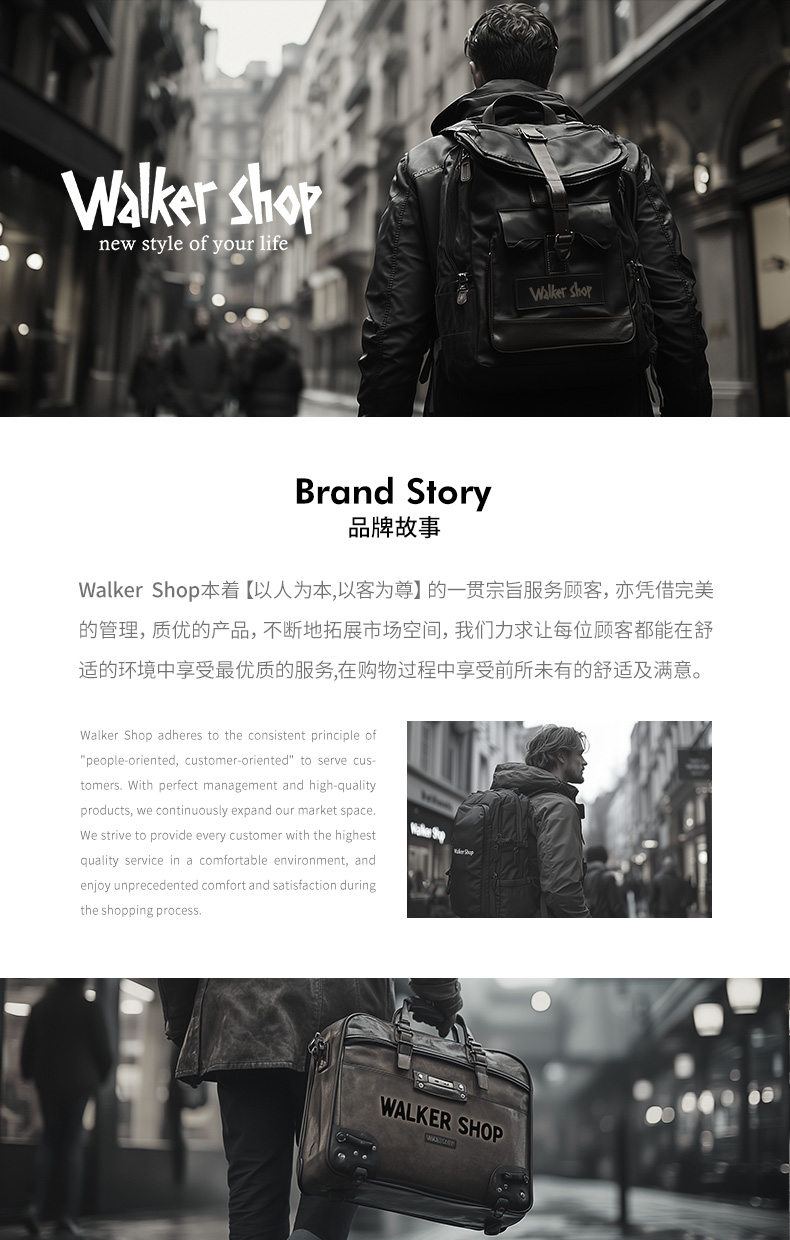 Walker Shop
new style of your life
Walker Shop
Brand Story
品牌故事
Walker Shop本着【以人为本,以客为尊】的一贯宗旨服务顾客，亦凭借完美
的管理，质优的产品，不断地拓展市场空间，我们力求让每位顾客都能在舒
适的环境中享受最优质的服务,在购物过程中享受前所未有的舒适及满意。
Walker Shop adheres to the consistent principle of
"people-oriented, customer-oriented" to serve cus-
tomers. With perfect management and high-quality
products, we continuously expand our market space.
We strive to provide every customer with the highest
quality service in a comfortable environment, and
enjoy unprecedented comfort and satisfaction during
the shopping process.
Walker Shop
Walker Shop
WALKER SHOP